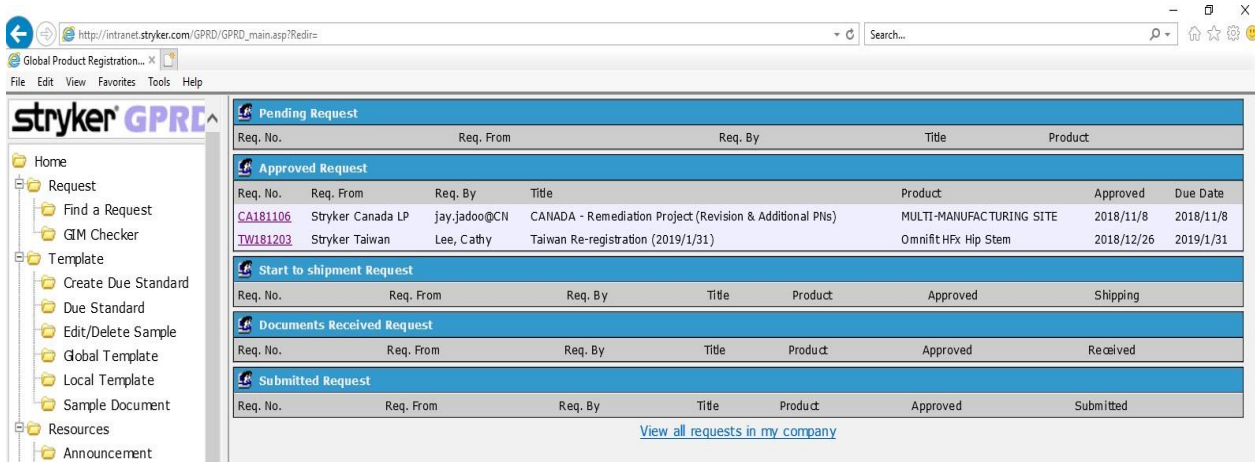 http://intranet.stryker.com/GPRD/GPRD_main.asp?Redir=
Search...
Global Product Registration...
File Edit View Favorites Tools Help
stryker GPRD
Home
Request
Find a Request
GIM Checker
Template
Create Due Standard
Due Standard
Edit/Delete Sample
Global Template
Local Template
Sample Document
Resources
Announcement
Pending Request
Req. No. Req. From Req. By Title Product
Approved Request
Req. No. Req. From Req. By Title Product Approved Due Date
CA181106 Stryker Canada LP jay.jadoo@CN CANADA - Remediation Project (Revision & Additional PNs) MULTI-MANUFACTURING SITE 2018/11/8 2018/11/8
TW181203 Stryker Taiwan Lee, Cathy Taiwan Re-registration (2019/1/31) Omnifit HFx Hip Stem 2018/12/26 2019/1/31
Start to shipment Request
Req. No. Req. From Req. By Title Product Approved Shipping
Documents Received Request
Req. No. Req. From Req. By Title Product Approved Received
Submitted Request
Req. No. Req. From Req. By Title Product Approved Submitted
View all requests in my company